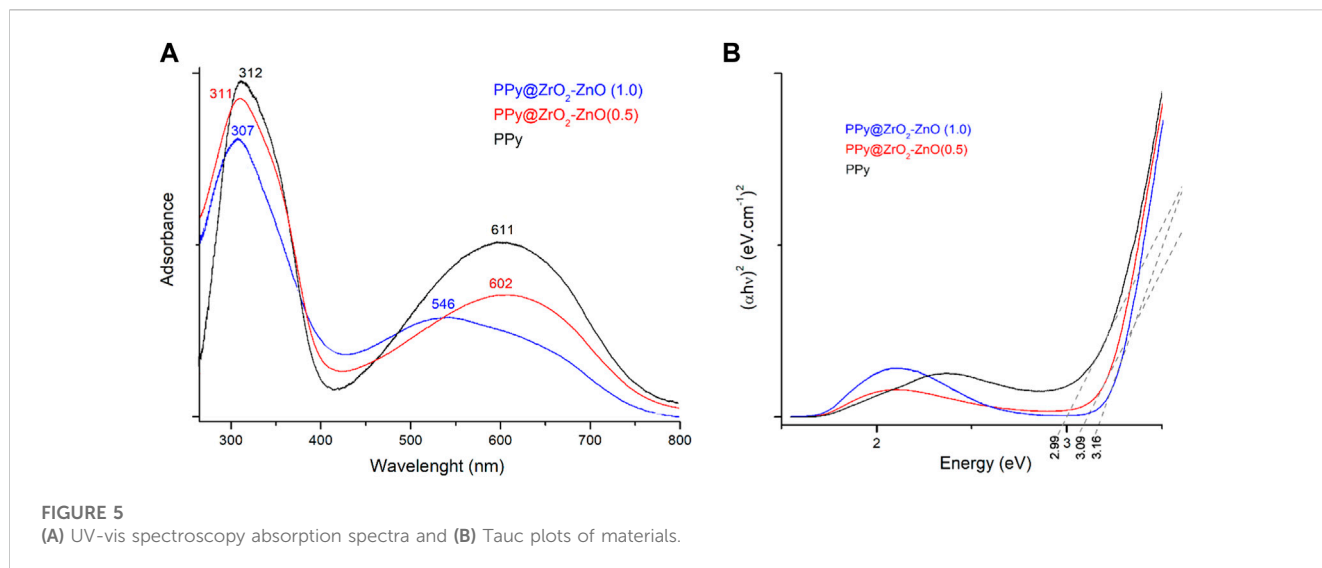 A
312
311
307
PPy@ZrO₂-ZnO (1.0)
PPy@ZrO₂-ZnO(0.5)
PPy
611
602
546
Adsorbance
300 400 500 600 700 800
Wavelenght (nm)
B
PPy@ZrO₂-ZnO (1.0)
PPy@ZrO₂-ZnO(0.5)
PPy
(αhν)² (eV.cm⁻¹)²
2 2.99 3 3.09 3.16
Energy (eV)
FIGURE 5
(A) UV-vis spectroscopy absorption spectra and (B) Tauc plots of materials.